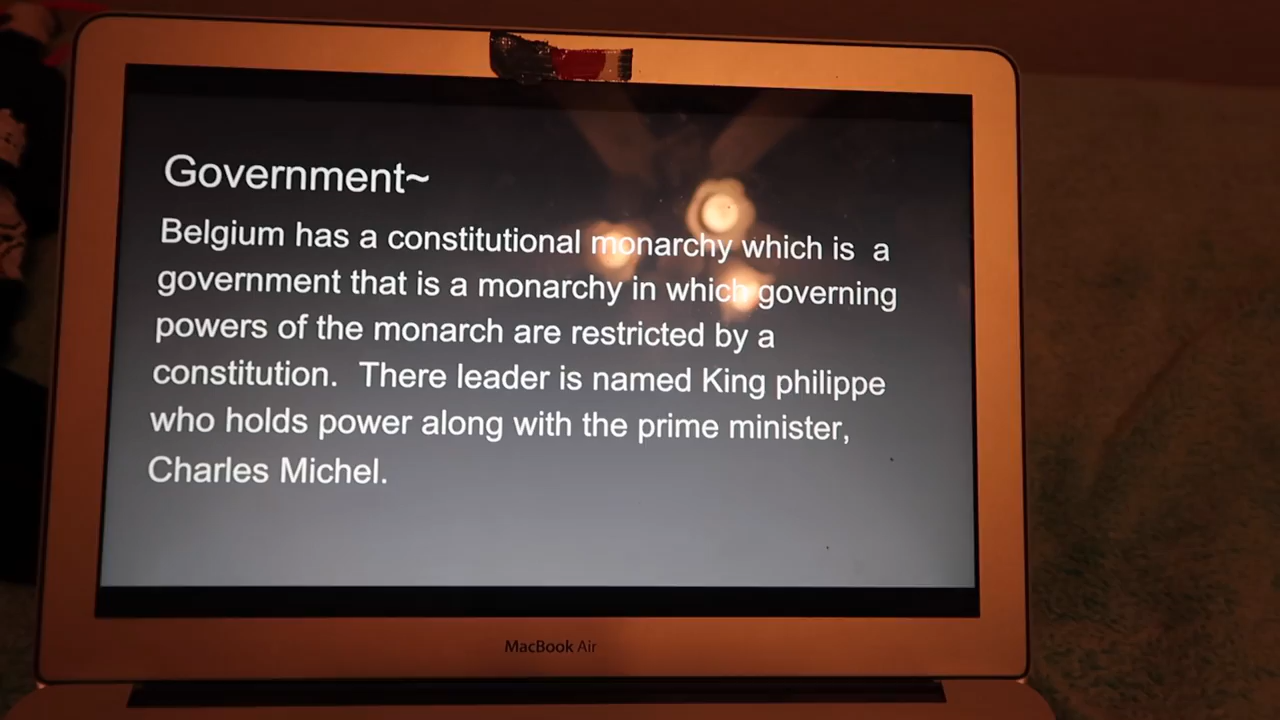 Government~
Belgium has a constitutional monarchy which is  a
government that is a monarchy in which governing
powers of the monarch are restricted by a
constitution.  There leader is named King philippe
who holds power along with the prime minister,
Charles Michel.
MacBook Air